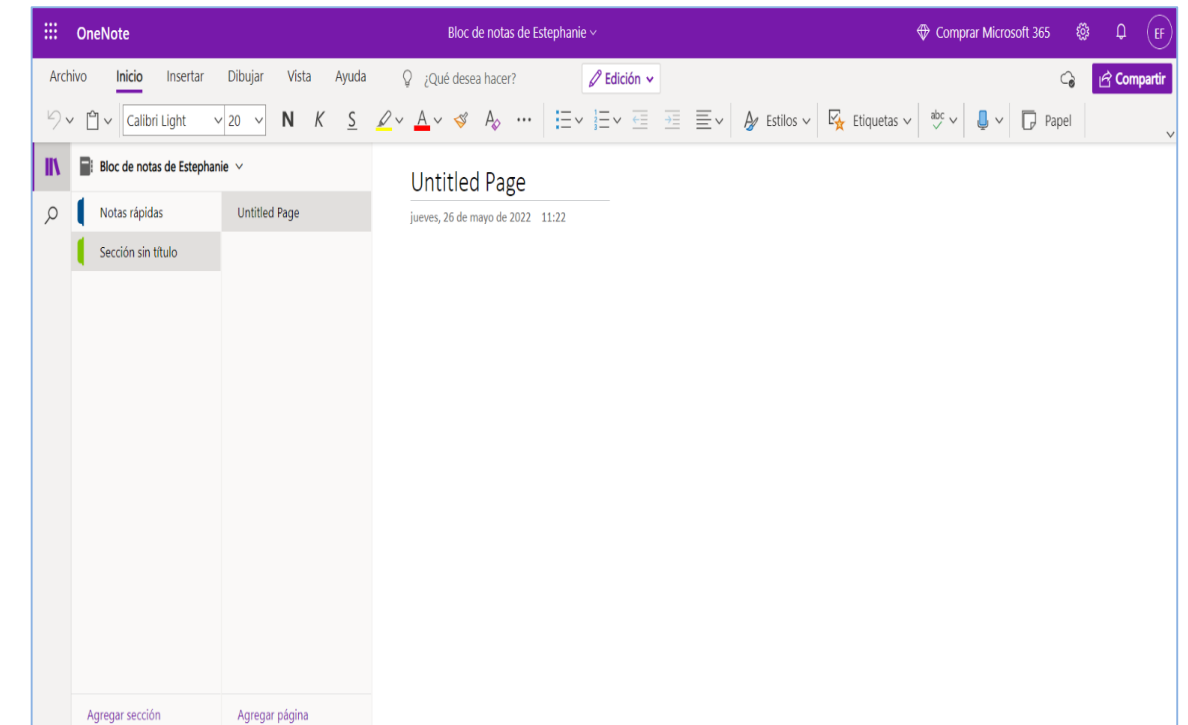 OneNote
Bloc de notas de Estephanie
Comprar Microsoft 365
EF
Archivo Inicio Insertar Dibujar Vista Ayuda ¿Qué desea hacer? Edición Compartir
Calibri Light 20 N K S A A Estilos Etiquetas abc Papel
Bloc de notas de Estephanie
Notas rápidas
Sección sin título
Untitled Page
Untitled Page
jueves, 26 de mayo de 2022 11:22
Agregar sección
Agregar página